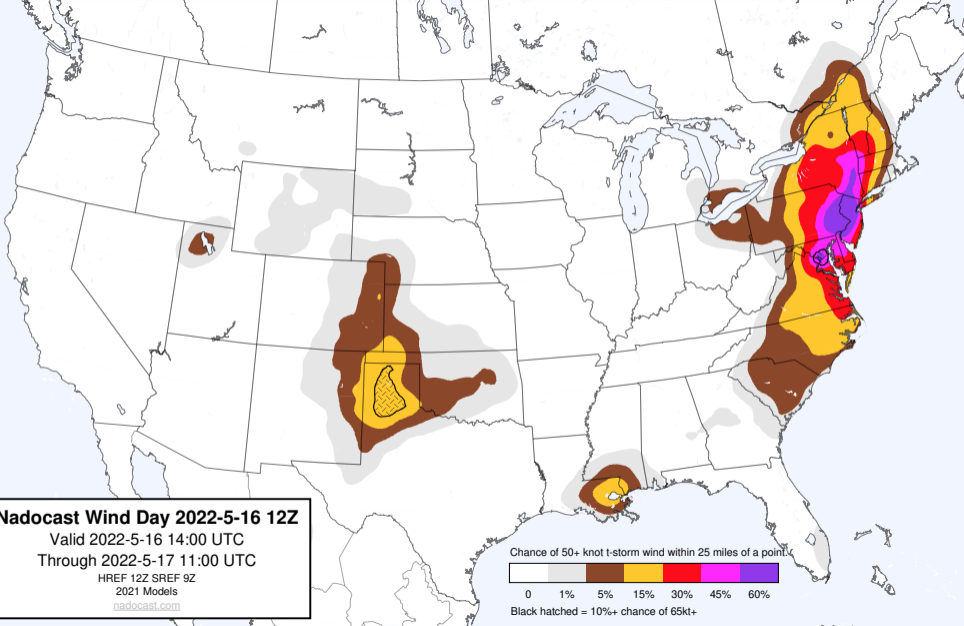 Nadocast Wind Day 2022-5-16 12Z
Valid 2022-5-16 14:00 UTC
Through 2022-5-17 11:00 UTC
HREF 12Z SREF 9Z
2021 Models
nadocast.com
Chance of 50+ knot t-storm wind within 25 miles of a point.
0 1% 5% 15% 30% 45% 60%
Black hatched = 10%+ chance of 65kt+